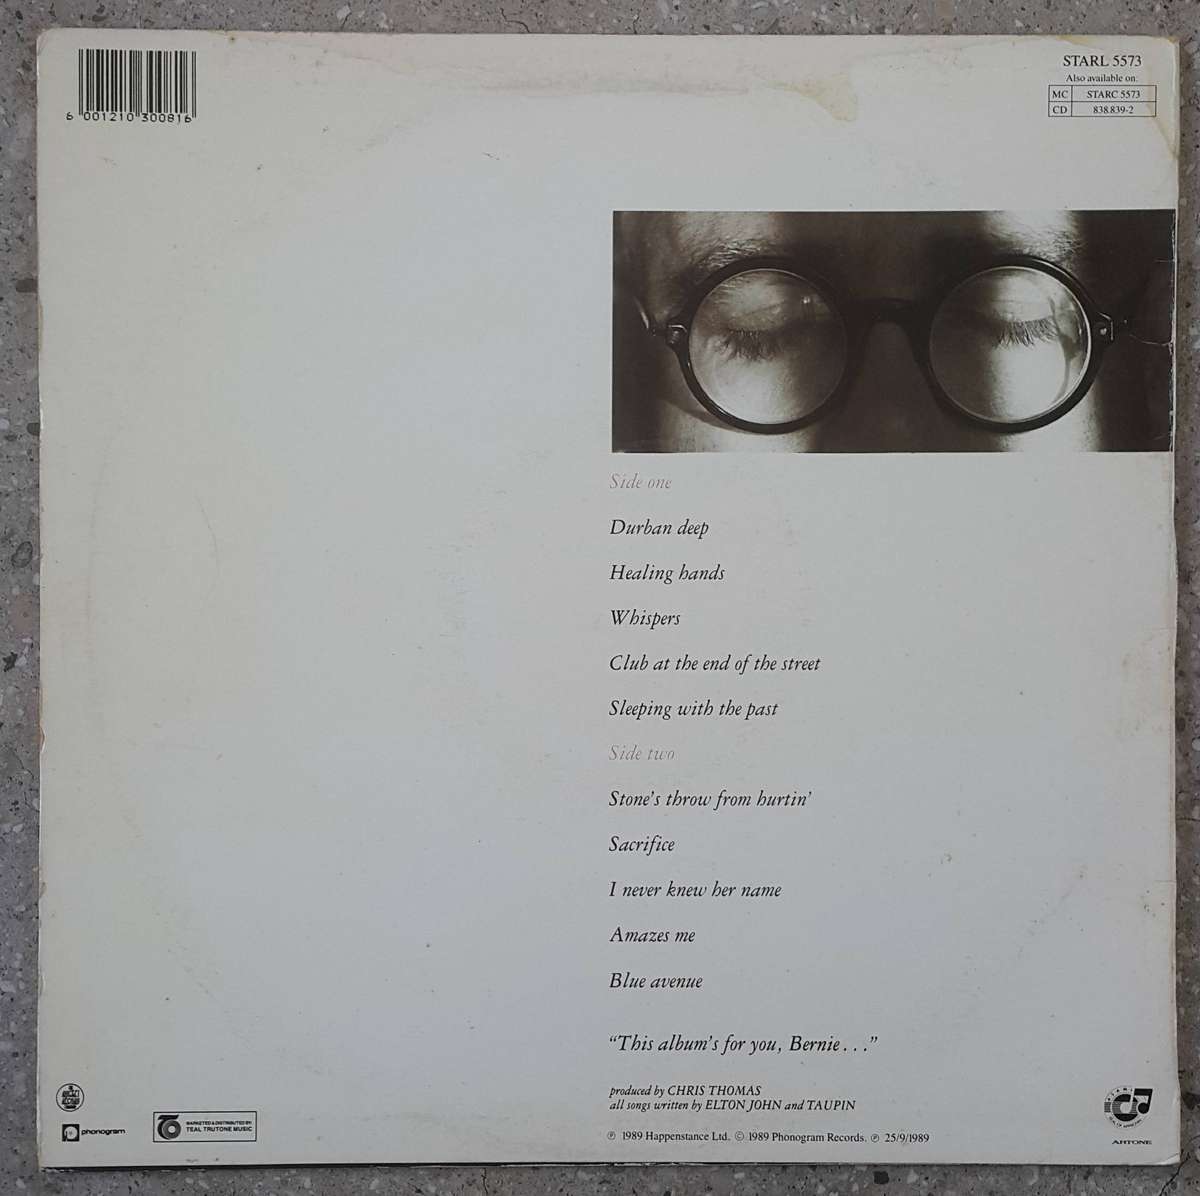 STARL 5573
Also available on:
MC STARC 5573
CD 838.839-2
6 001210 300816
Side one
Durban deep
Healing hands
Whispers
Club at the end of the street
Sleeping with the past
Side two
Stone's throw from hurtin'
Sacrifice
I never knew her name
Amazes me
Blue avenue
“This album's for you, Bernie . . .”
produced by CHRIS THOMAS
all songs written by ELTON JOHN and TAUPIN
℗ 1989 Happenstance Ltd. © 1989 Phonogram Records. ℗ 25/9/1989
phonogram
MARKETED & DISTRIBUTED BY:
TEAL TRUTONE MUSIC
ARTONE